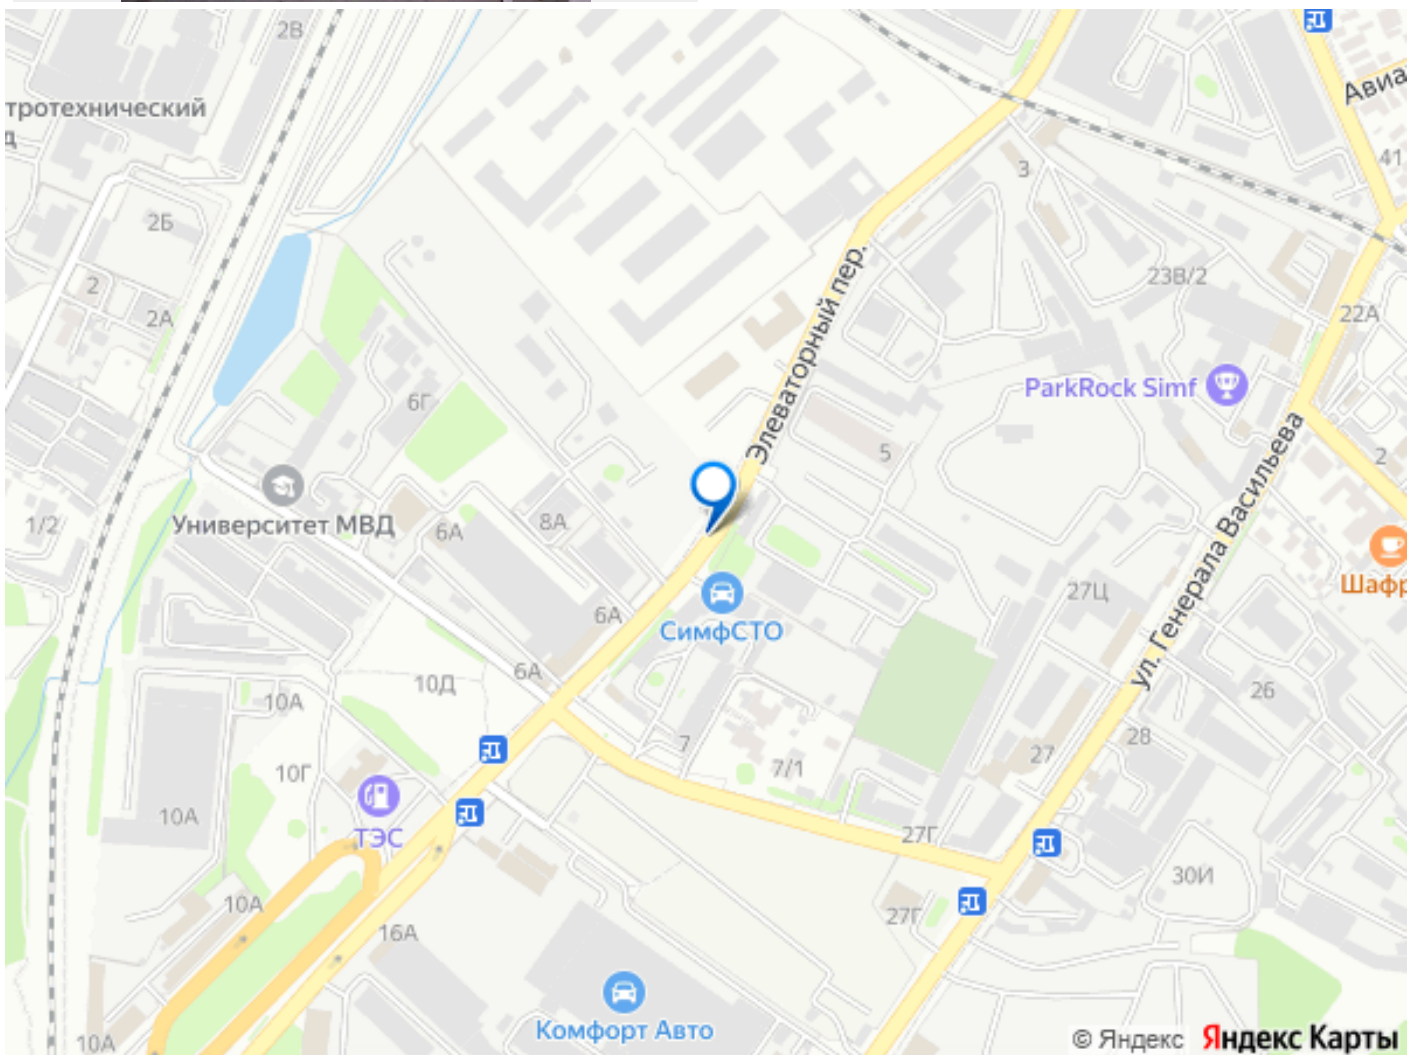 2В
Авиа
тротехнический
д
41
3
2Б
23В/2
2
2А
22А
Элеваторный пер.
ParkRock Simf
6Г
5
2
ул. Генерала Васильева
1/2
Университет МВД
6А
8А
Шафр
27Ц
6А
СимфСТО
6А
10Д
10А
26
7
28
27
7/1
10Г
10А
ТЭС
27Г
30И
10А
27Г
16А
Комфорт Авто
10А
© Яндекс Яндекс Карты